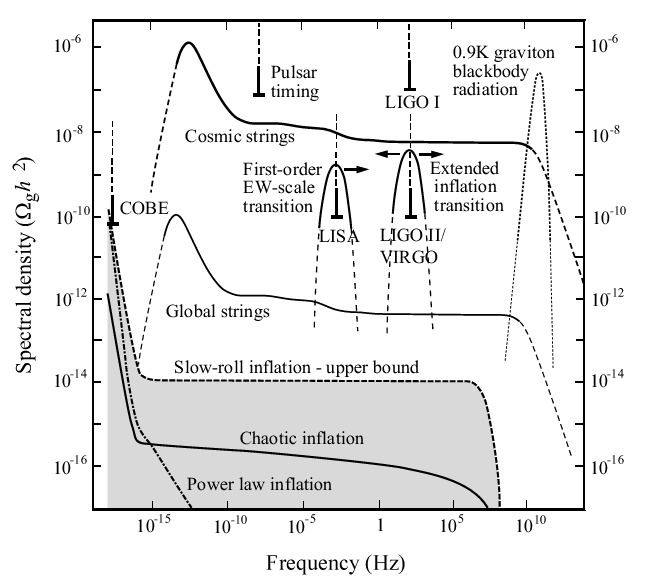 10^-6
10^-8
10^-10
10^-12
10^-14
10^-16
Spectral density (Ω_g h^2)
Pulsar
timing
LIGO I
0.9K graviton
blackbody
radiation
10^-6
10^-8
10^-10
10^-12
10^-14
10^-16
Cosmic strings
First-order
EW-scale
transition
Extended
inflation
transition
COBE
LISA
LIGO II/
VIRGO
Global strings
Slow-roll inflation - upper bound
Chaotic inflation
Power law inflation
10^-15
10^-10
10^-5
1
10^5
10^10
Frequency (Hz)